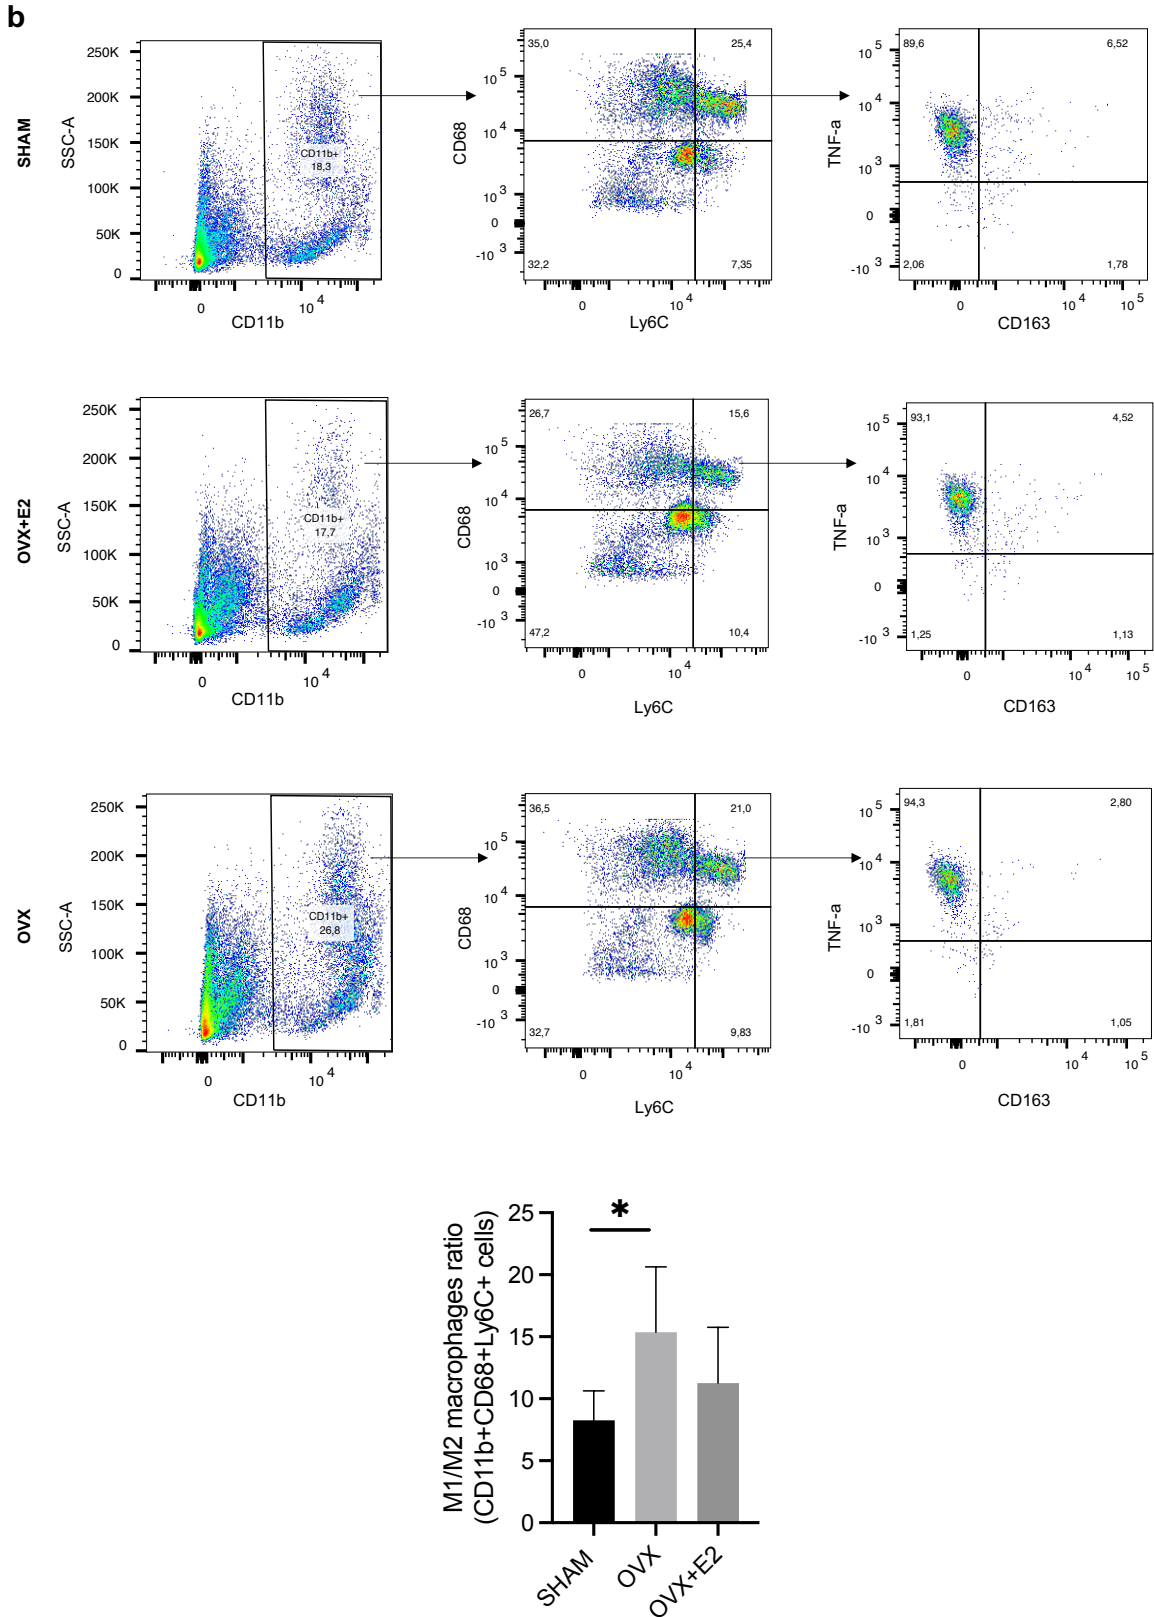 b
SHAM
SSC-A
250K
200K
150K
100K
50K
0
CD11b+
18,3
0
10 4
CD11b
CD68
10 5
10 4
10 3
0
-10 3
35,0
25,4
32,2
7,35
0
10 4
Ly6C
TNF-a
10 5
10 4
10 3
0
-10 3
89,6
6,52
2,06
1,78
0
10 4
10 5
CD163
OVX+E2
SSC-A
250K
200K
150K
100K
50K
0
CD11b+
17,7
0
10 4
CD11b
CD68
10 5
10 4
10 3
0
-10 3
26,7
15,6
47,2
10,4
0
10 4
Ly6C
TNF-a
10 5
10 4
10 3
0
-10 3
93,1
4,52
1,25
1,13
0
10 4
10 5
CD163
OVX
SSC-A
250K
200K
150K
100K
50K
0
CD11b+
26,8
0
10 4
CD11b
CD68
10 5
10 4
10 3
0
-10 3
36,5
21,0
32,7
9,83
0
10 4
Ly6C
TNF-a
10 5
10 4
10 3
0
-10 3
94,3
2,80
1,81
1,05
0
10 4
10 5
CD163
M1/M2 macrophages ratio
(CD11b+CD68+Ly6C+ cells)
25
20
15
10
5
0
*
SHAM
OVX
OVX+E2